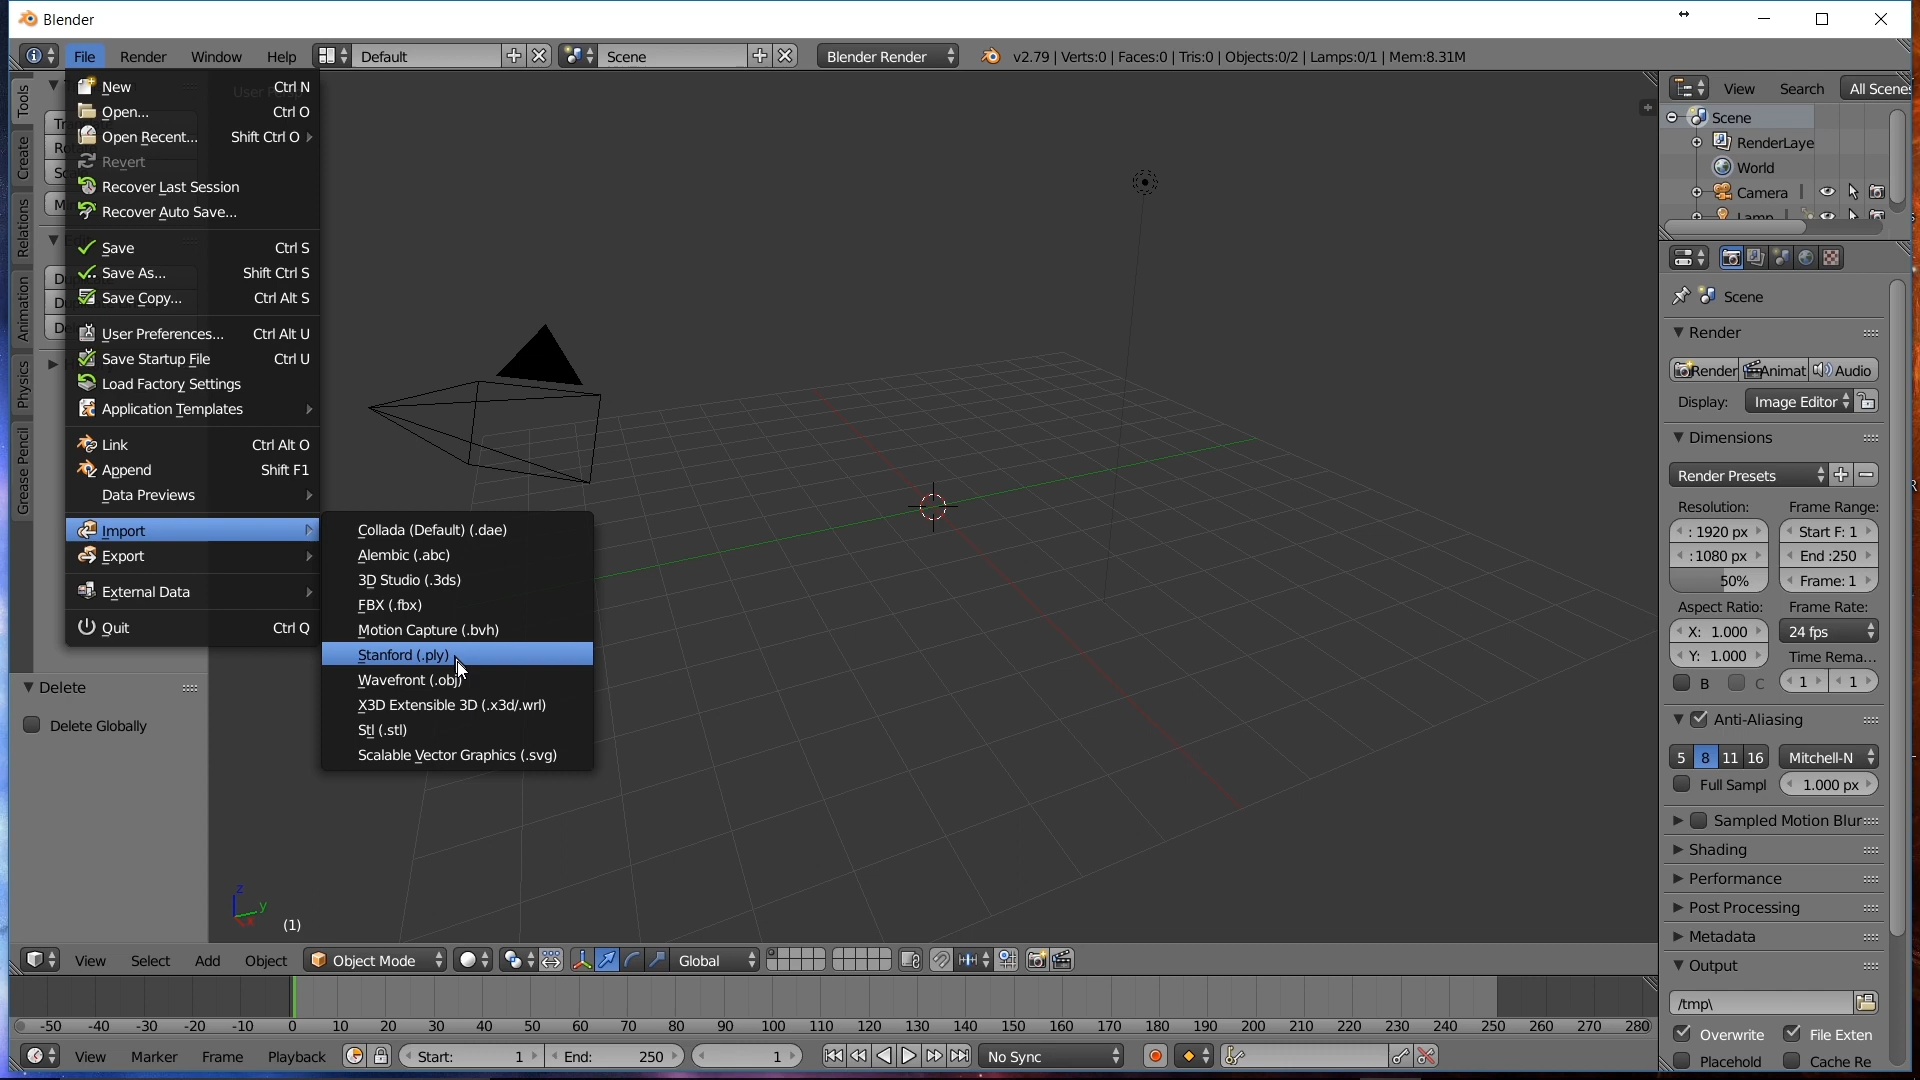 Blender
File Render Window Help Default Scene Blender Render v2.79 | Verts:0 | Faces:0 | Tris:0 | Objects:0/2 | Lamps:0/1 | Mem:8.31M
Tools
Create
Relations
Animation
Physics
Grease Pencil
New Ctrl N
Open... Ctrl O
Open Recent... Shift Ctrl O
Revert
Recover Last Session
Recover Auto Save...
Save Ctrl S
Save As... Shift Ctrl S
Save Copy... Ctrl Alt S
User Preferences... Ctrl Alt U
Save Startup File Ctrl U
Load Factory Settings
Application Templates
Link Ctrl Alt O
Append Shift F1
Data Previews
Import
Export
External Data
Quit Ctrl Q
Collada (Default) (.dae)
Alembic (.abc)
3D Studio (.3ds)
FBX (.fbx)
Motion Capture (.bvh)
Stanford (.ply)
Wavefront (.obj)
X3D Extensible 3D (.x3d/.wrl)
Stl (.stl)
Scalable Vector Graphics (.svg)
Delete
Delete Globally
z
y
x
(1)
View Search All Scenes
Scene
RenderLaye
World
Camera
Lamp
Scene
Render
Render Animat Audio
Display: Image Editor
Dimensions
Render Presets
Resolution: Frame Range:
: 1920 px Start F: 1
:1080 px End :250
50% Frame: 1
Aspect Ratio: Frame Rate:
X: 1.000 24 fps
Y: 1.000 Time Rema...
B C 1 1
Anti-Aliasing
5 8 11 16 Mitchell-N
Full Sampl 1.000 px
Sampled Motion Blur
Shading
Performance
Post Processing
Metadata
Output
/tmp\
Overwrite File Exten
Placehold Cache Re
View Select Add Object Object Mode Global
-50 -40 -30 -20 -10 0 10 20 30 40 50 60 70 80 90 100 110 120 130 140 150 160 170 180 190 200 210 220 230 240 250 260 270 280
View Marker Frame Playback Start: 1 End: 250 1 No Sync